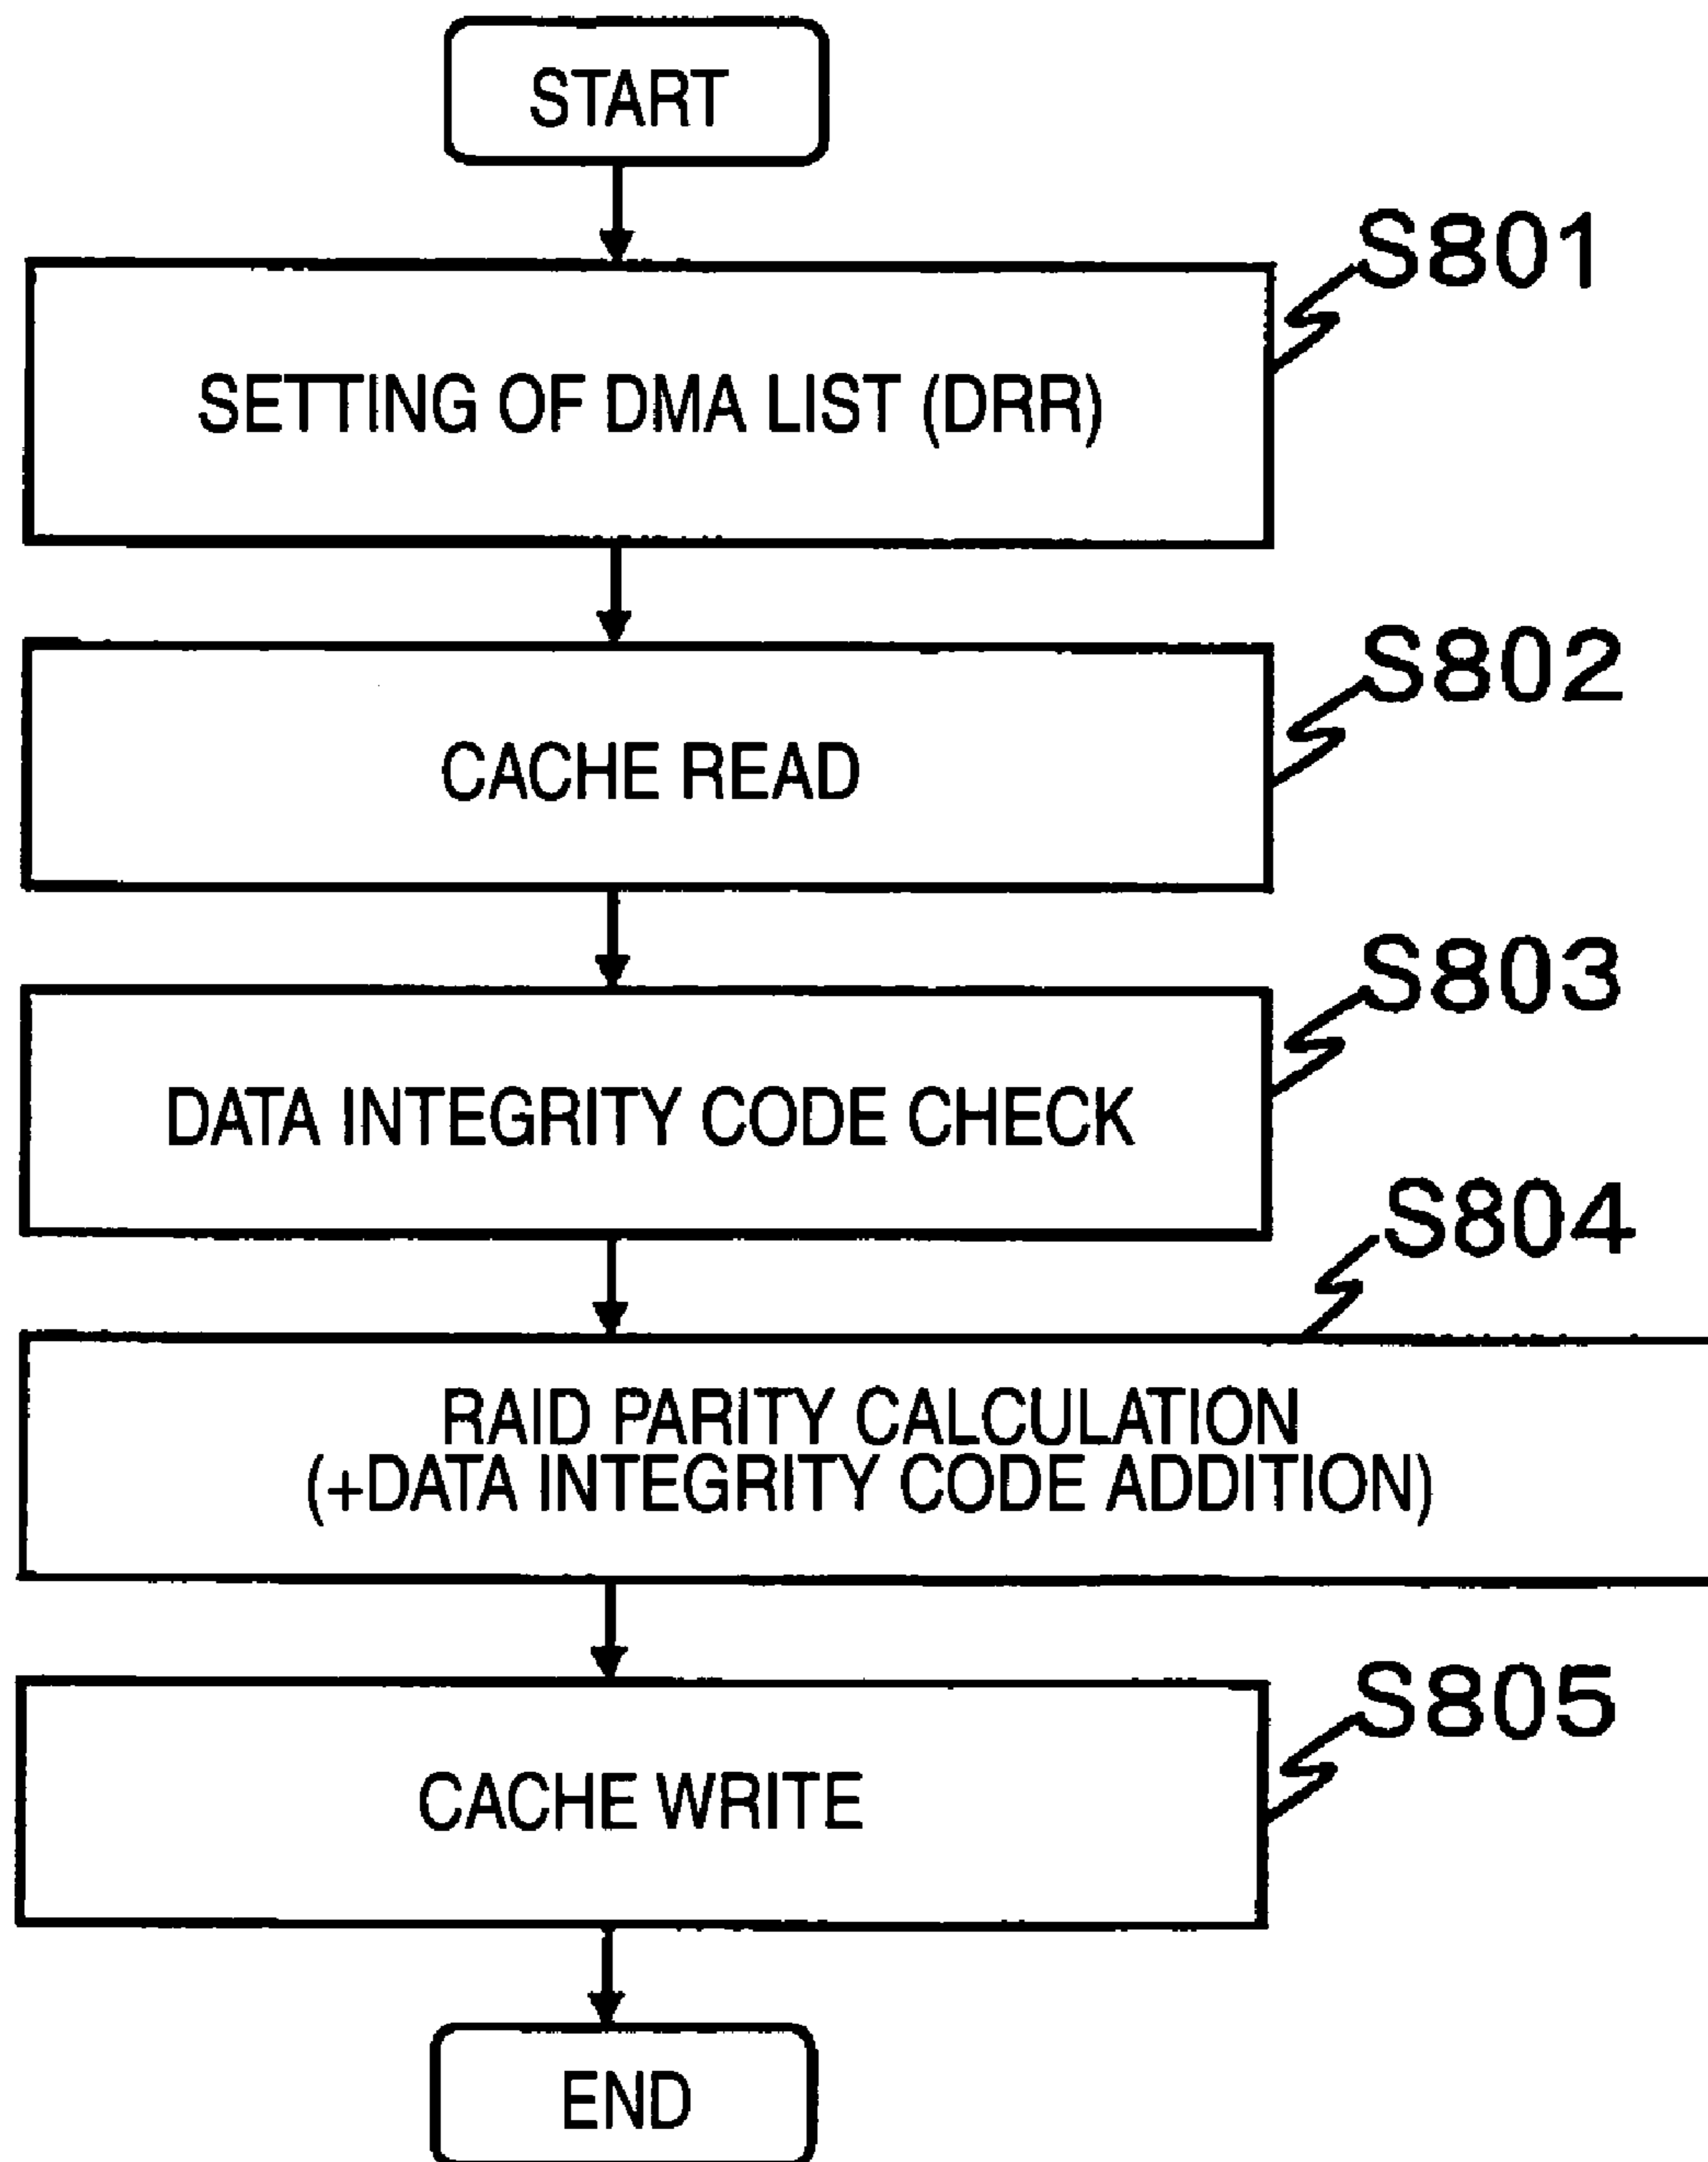 START
S801
SETTING OF DMA LIST (DRR)
S802
CACHE READ
S803
DATA INTEGRITY CODE CHECK
S804
RAID PARITY CALCULATION
(+DATA INTEGRITY CODE ADDITION)
S805
CACHE WRITE
END